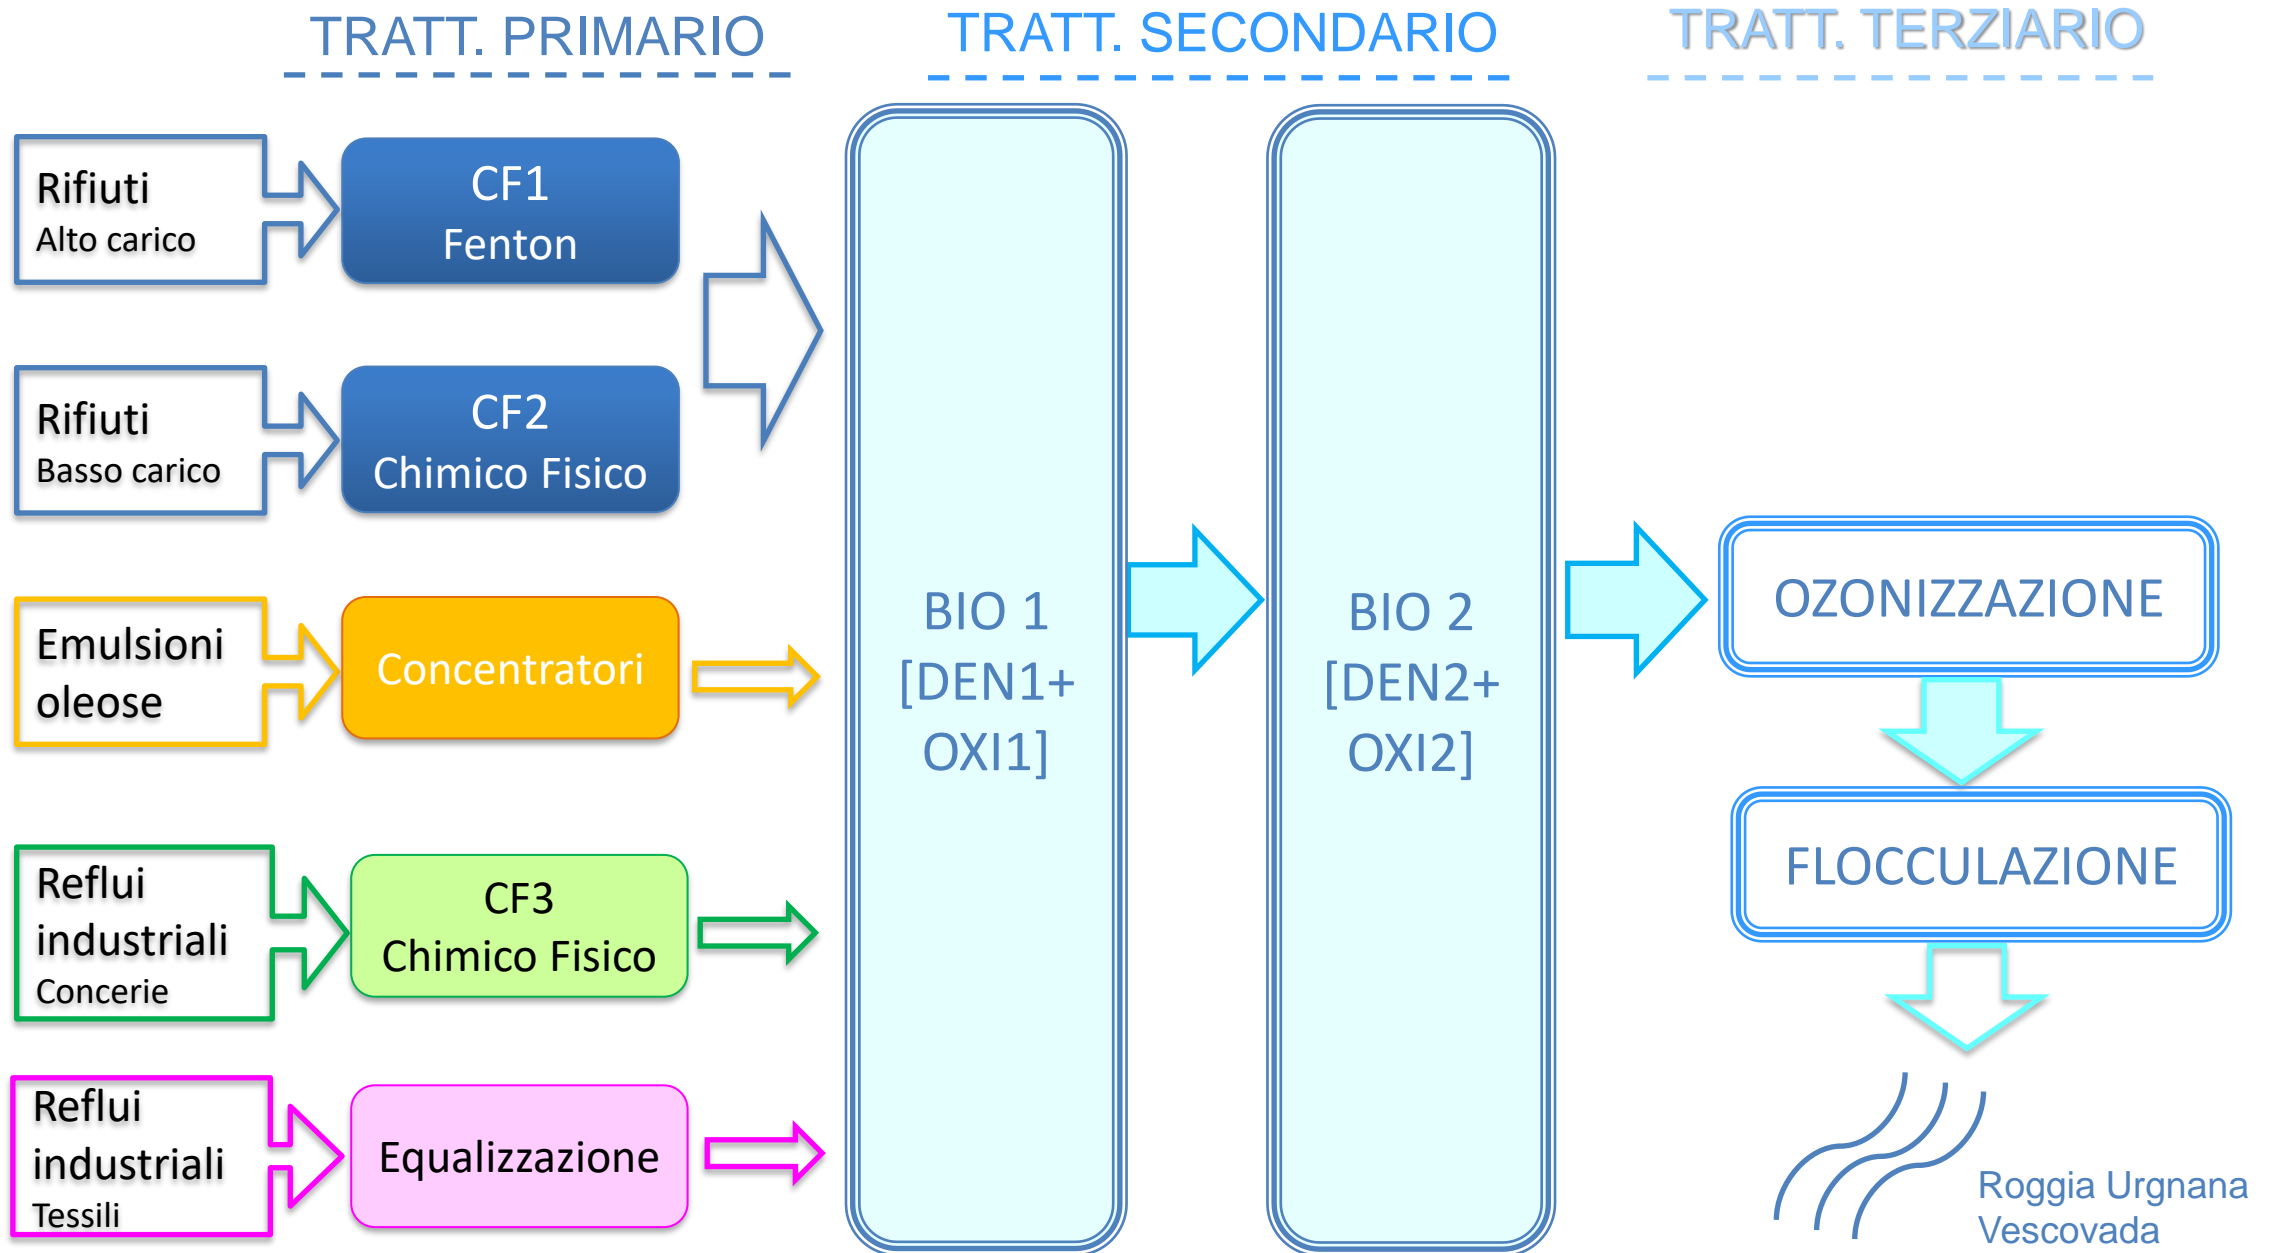 TRATT. PRIMARIO
TRATT. SECONDARIO
TRATT. TERZIARIO
Rifiuti
Alto carico
CF1
Fenton
Rifiuti
Basso carico
CF2
Chimico Fisico
Emulsioni
oleose
Concentratori
Reflui
industriali
Concerie
CF3
Chimico Fisico
Reflui
industriali
Tessili
Equalizzazione
BIO 1
[DEN1+
OXI1]
BIO 2
[DEN2+
OXI2]
OZONIZZAZIONE
FLOCCULAZIONE
Roggia Urgnana
Vescovada